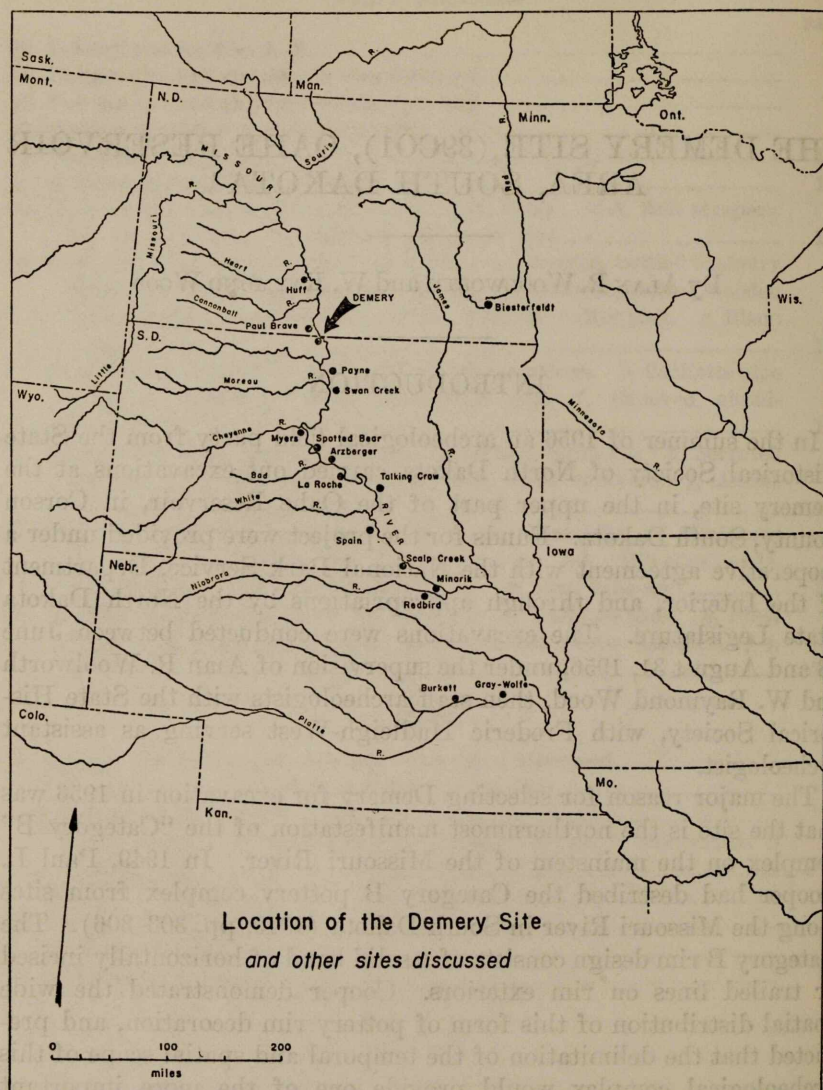 Sask.
Mont.
N.D.
Man.
R.
Minn.
Ont.
Souris
R.
Red
MISSOURI
R.
Missouri
Little
Heart
R.
Huff
Cannonball
R.
DEMERY
James
R.
Biesterfeldt
Wis.
Paul Brave
S.D.
Payne
Moreau
R.
Swan Creek
Wyo.
Minnesota
R.
Cheyenne
R.
Myers
Spotted Bear
Arzberger
Bad
R.
La Roche
Talking Crow
White
R.
RIVER
Spain
Iowa
Scalp Creek
Nebr.
Niobrara
R.
Minarik
Redbird
Burkett
Gray-Wolfe
Colo.
Platte
R.
Mo.
Kan.
Location of the Demery Site
and other sites discussed
0 100 200
miles